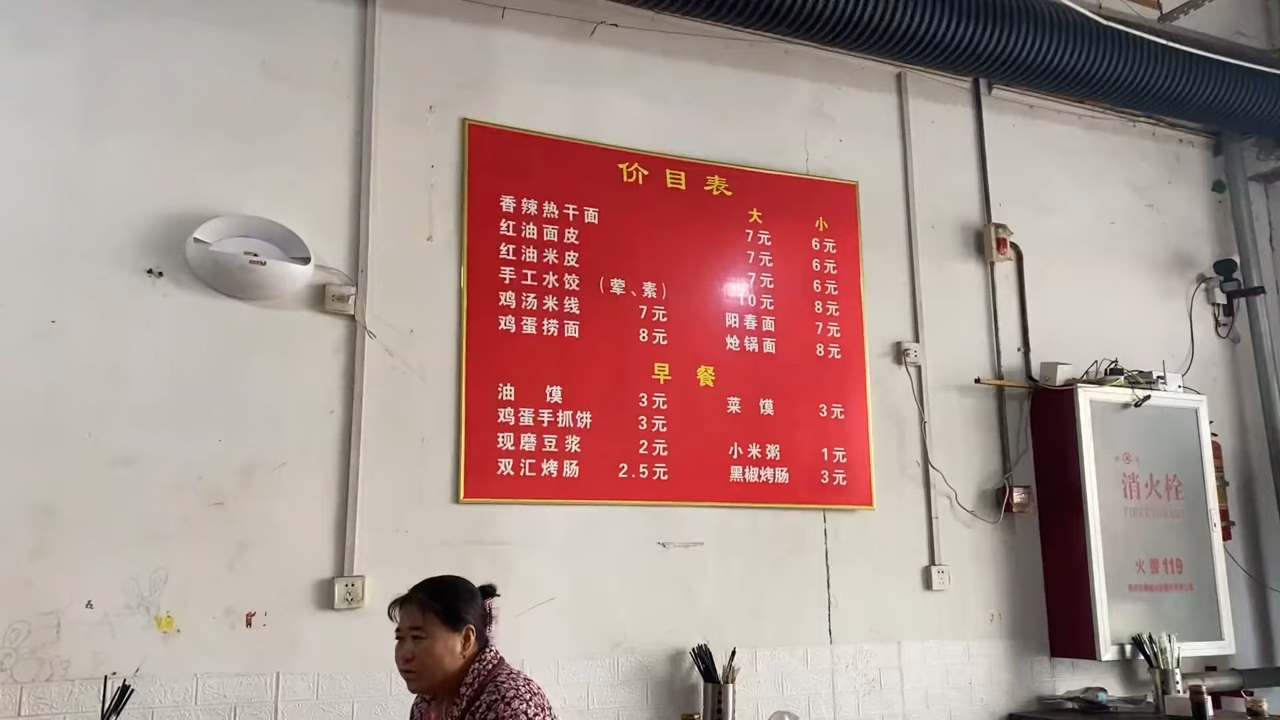 价目表
大 小
香辣热干面 7元 6元
红油面皮 7元 6元
红油米皮 7元 6元
手工水饺（荤、素） 10元 8元
鸡汤米线 7元 阳春面 7元
鸡蛋捞面 8元 炝锅面 8元
早餐
油馍 3元 菜馍 3元
鸡蛋手抓饼 3元
现磨豆浆 2元 小米粥 1元
双汇烤肠 2.5元 黑椒烤肠 3元
消火栓
火警119